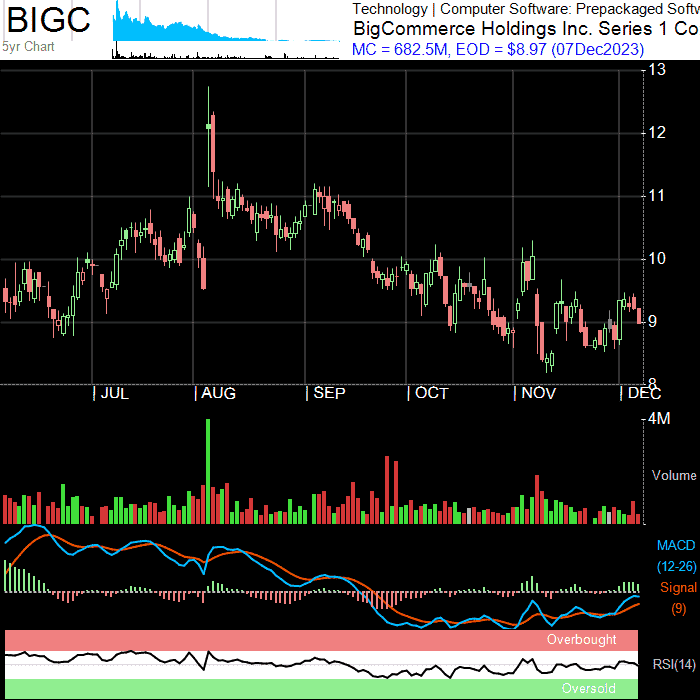 BIGC
5yr Chart
Technology | Computer Software: Prepackaged Softw
BigCommerce Holdings Inc. Series 1 Co
MC = 682.5M, EOD = $8.97 (07Dec2023)
13
12
11
10
9
8
| JUL | AUG | SEP | OCT | NOV | DEC
4M
Volume
MACD
(12-26)
Signal
(9)
Overbought
RSI(14)
Oversold